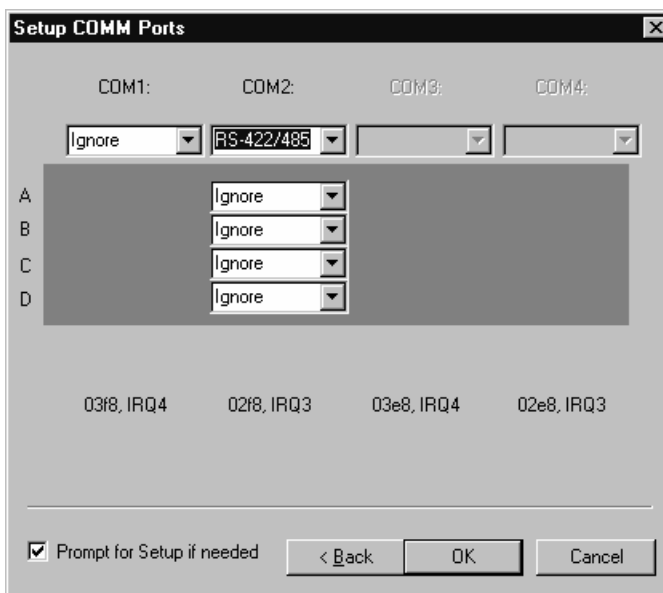 Setup COMM Ports
COM1: COM2: COM3: COM4:
Ignore RS-422/485
A Ignore
B Ignore
C Ignore
D Ignore
03f8, IRQ4 02f8, IRQ3 03e8, IRQ4 02e8, IRQ3
Prompt for Setup if needed < Back OK Cancel